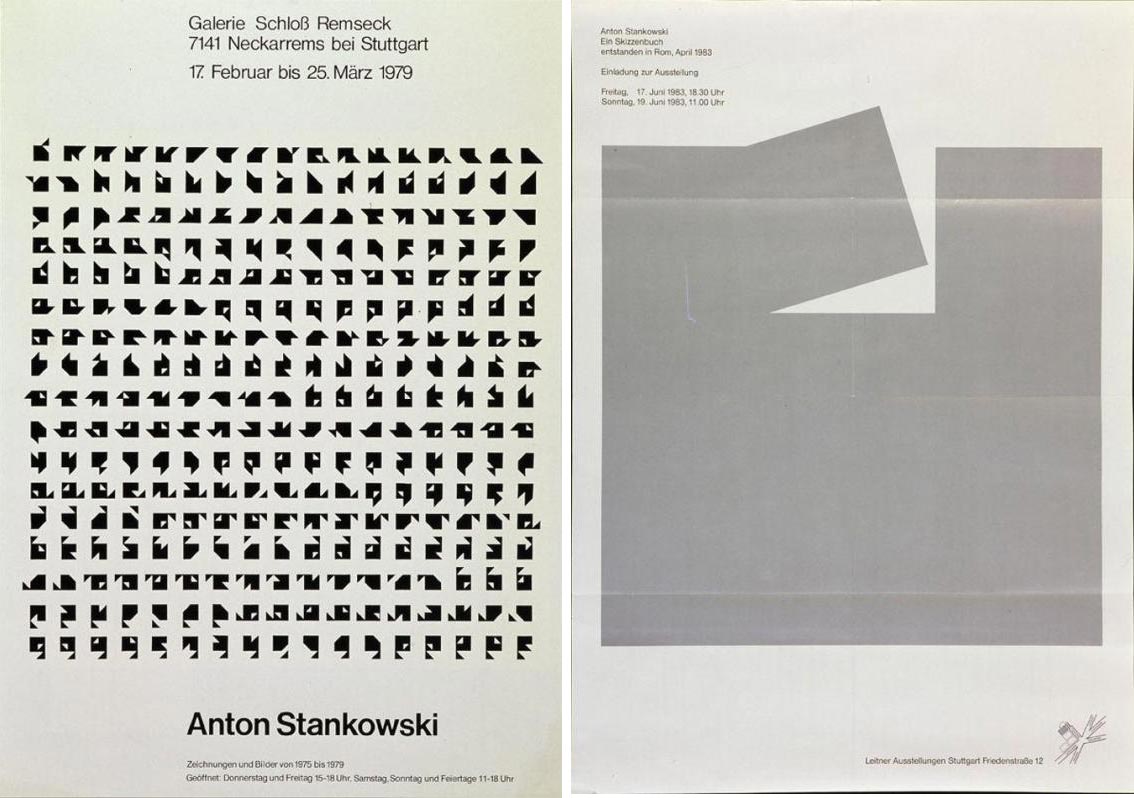 Galerie Schloß Remseck
7141 Neckarrems bei Stuttgart
17. Februar bis 25. März 1979
Anton Stankowski
Zeichnungen und Bilder von 1975 bis 1979
Geöffnet: Donnerstag und Freitag 15-18 Uhr, Samstag, Sonntag und Feiertage 11-18 Uhr
Anton Stankowski
Ein Skizzenbuch
entstanden in Rom, April 1983
Einladung zur Ausstellung
Freitag, 17. Juni 1983, 18.30 Uhr
Sonntag, 19. Juni 1983, 11.00 Uhr
Leitner Ausstellungen Stuttgart Friedenstraße 12